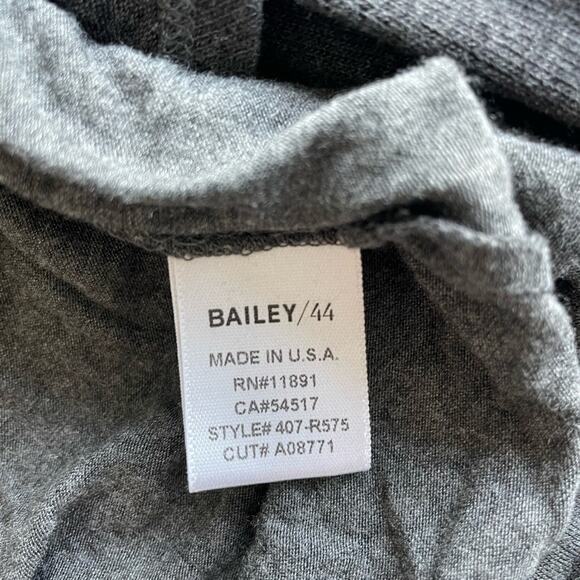 BAILEY/44
MADE IN U.S.A.
RN#11891
CA#54517
STYLE# 407-R575
CUT# A08771